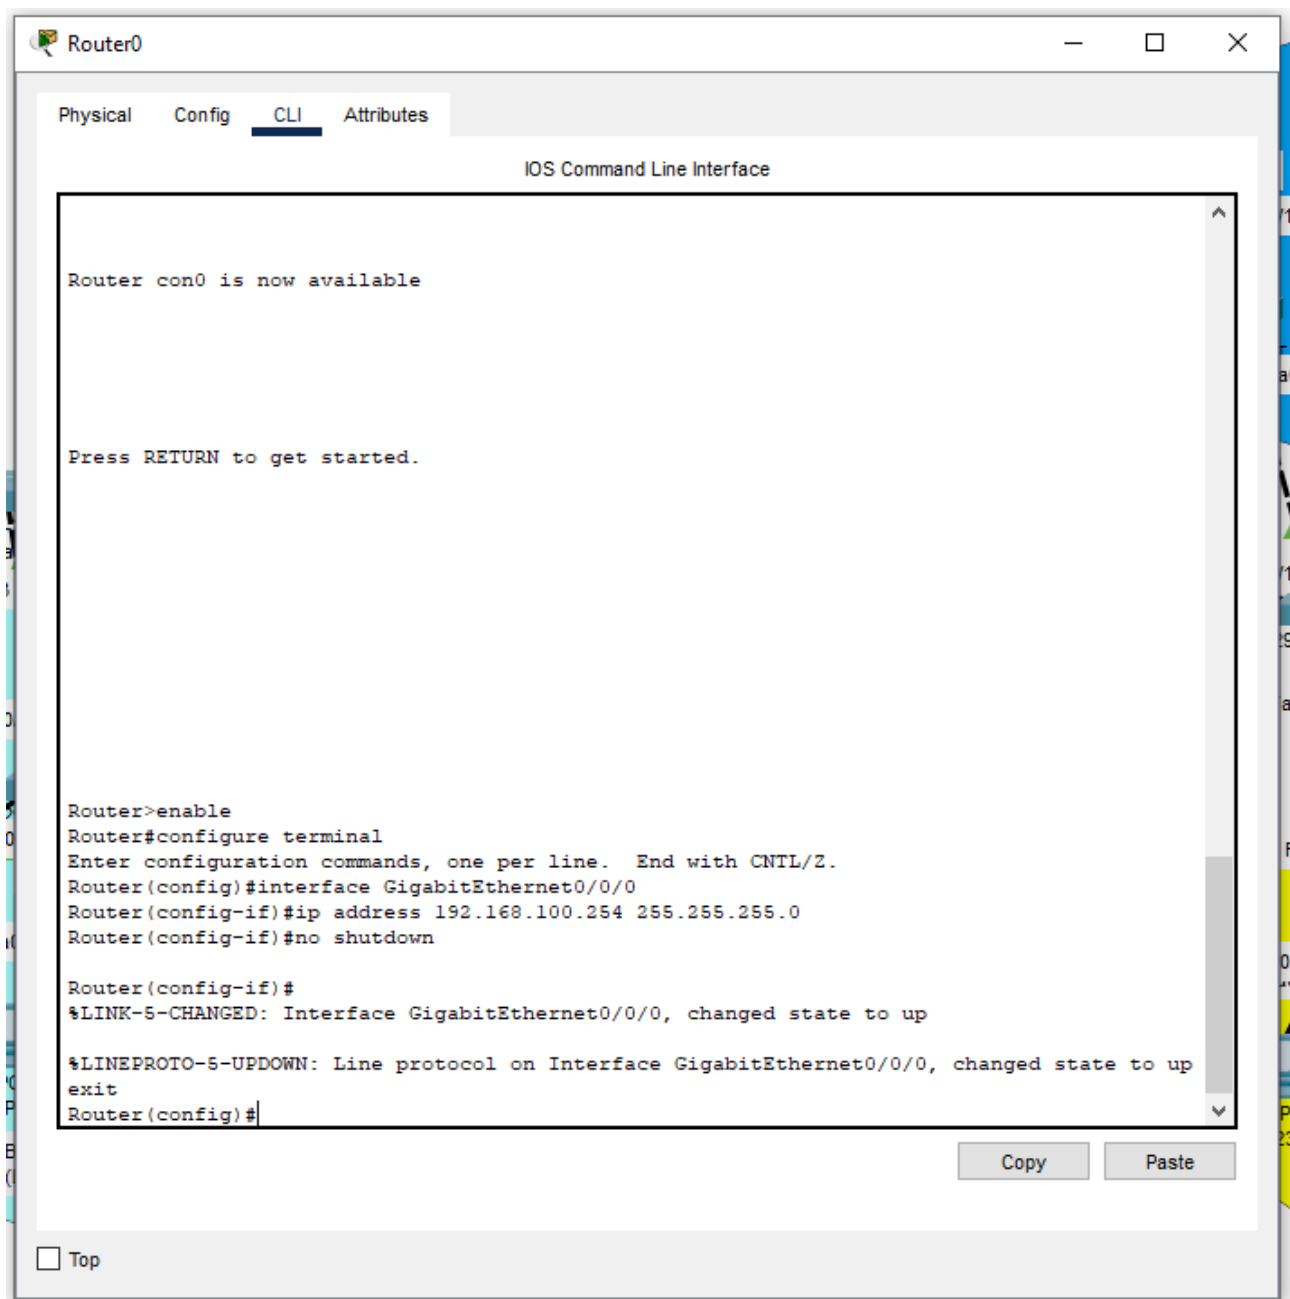 Router0
Physical Config CLI Attributes
IOS Command Line Interface
Router con0 is now available
Press RETURN to get started.
Router>enable
Router#configure terminal
Enter configuration commands, one per line.  End with CNTL/Z.
Router(config)#interface GigabitEthernet0/0/0
Router(config-if)#ip address 192.168.100.254 255.255.255.0
Router(config-if)#no shutdown
Router(config-if)#
%LINK-5-CHANGED: Interface GigabitEthernet0/0/0, changed state to up
%LINEPROTO-5-UPDOWN: Line protocol on Interface GigabitEthernet0/0/0, changed state to up
exit
Router(config)#
Copy Paste
Top